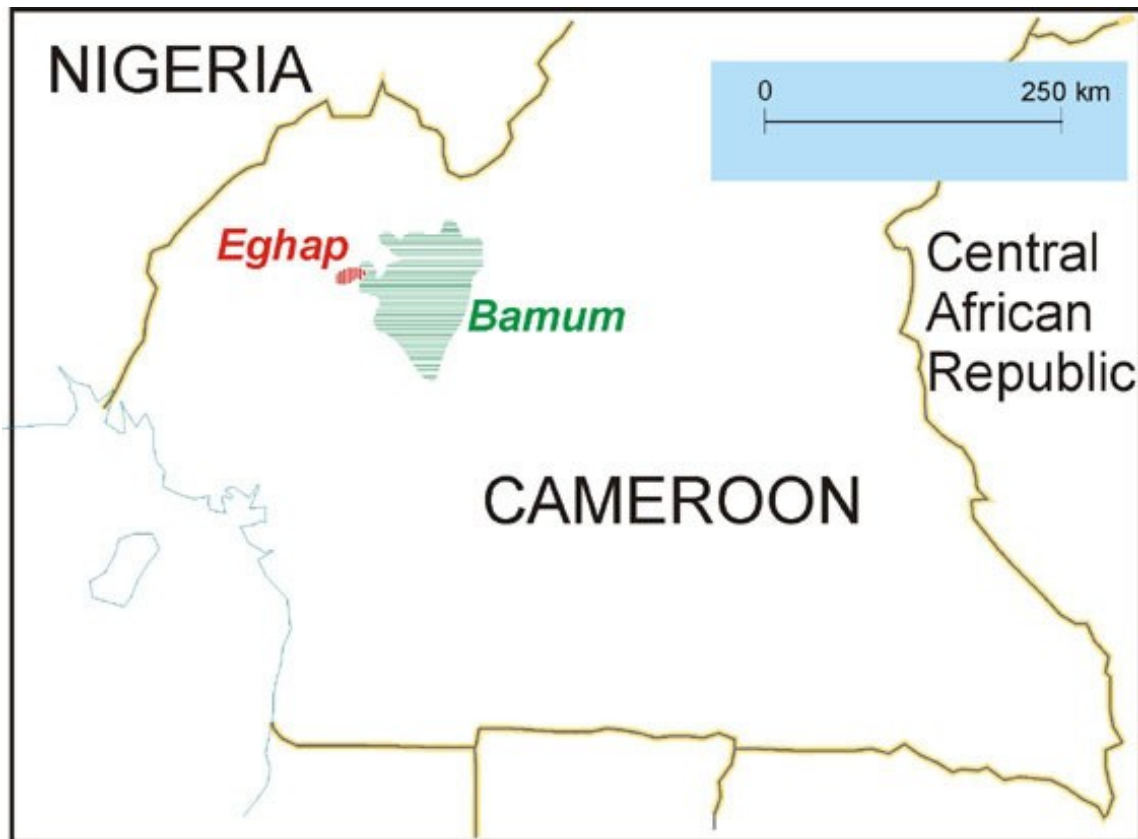 NIGERIA
0 250 km
Eghap
Bamum
Central
African
Republic
CAMEROON